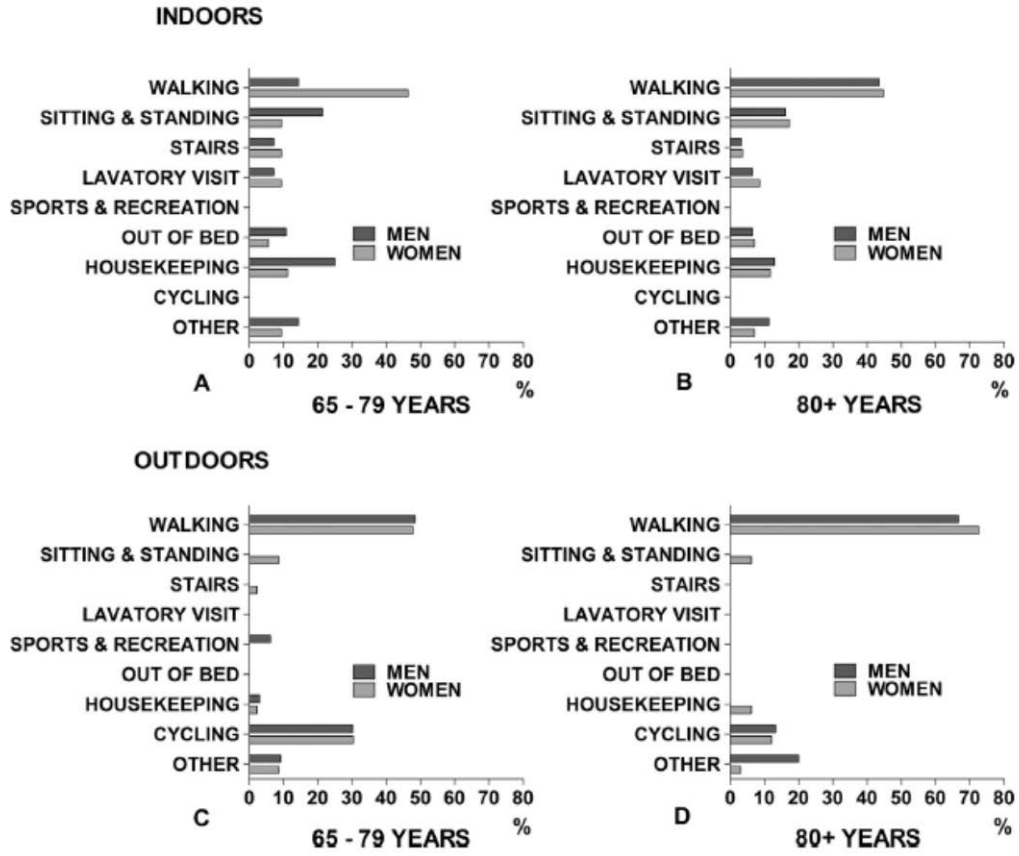 INDOORS
WALKING
SITTING & STANDING
STAIRS
LAVATORY VISIT
SPORTS & RECREATION
OUT OF BED
HOUSEKEEPING
CYCLING
OTHER
MEN
WOMEN
0 10 20 30 40 50 60 70 80
%
A
65 - 79 YEARS
WALKING
SITTING & STANDING
STAIRS
LAVATORY VISIT
SPORTS & RECREATION
OUT OF BED
HOUSEKEEPING
CYCLING
OTHER
MEN
WOMEN
0 10 20 30 40 50 60 70 80
%
B
80+ YEARS
OUTDOORS
WALKING
SITTING & STANDING
STAIRS
LAVATORY VISIT
SPORTS & RECREATION
OUT OF BED
HOUSEKEEPING
CYCLING
OTHER
MEN
WOMEN
0 10 20 30 40 50 60 70 80
%
C
65 - 79 YEARS
WALKING
SITTING & STANDING
STAIRS
LAVATORY VISIT
SPORTS & RECREATION
OUT OF BED
HOUSEKEEPING
CYCLING
OTHER
MEN
WOMEN
0 10 20 30 40 50 60 70 80
%
D
80+ YEARS